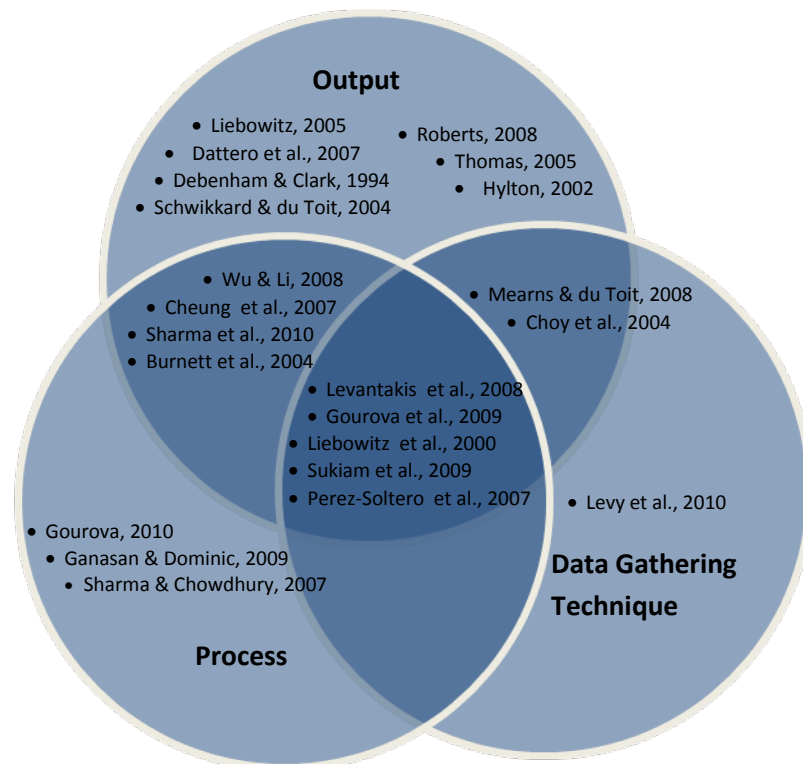 Output
• Liebowitz, 2005
• Dattero et al., 2007
• Debenham & Clark, 1994
• Schwikkard & du Toit, 2004
• Roberts, 2008
• Thomas, 2005
• Hylton, 2002
• Wu & Li, 2008
• Cheung et al., 2007
• Sharma et al., 2010
• Burnett et al., 2004
• Mearns & du Toit, 2008
• Choy et al., 2004
• Levantakis et al., 2008
• Gourova et al., 2009
• Liebowitz et al., 2000
• Sukiam et al., 2009
• Perez-Soltero et al., 2007
• Levy et al., 2010
Data Gathering
Technique
• Gourova, 2010
• Ganasan & Dominic, 2009
• Sharma & Chowdhury, 2007
Process